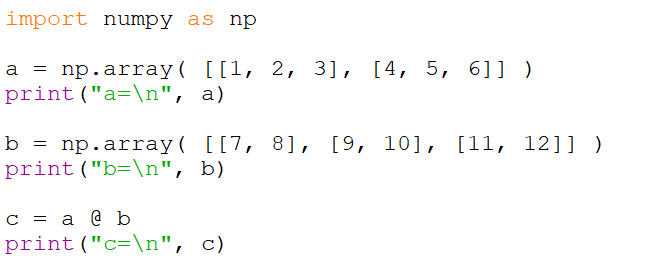 import numpy as np
a = np.array( [[1, 2, 3], [4, 5, 6]] )
print("a=\n", a)
b = np.array( [[7, 8], [9, 10], [11, 12]] )
print("b=\n", b)
c = a @ b
print("c=\n", c)